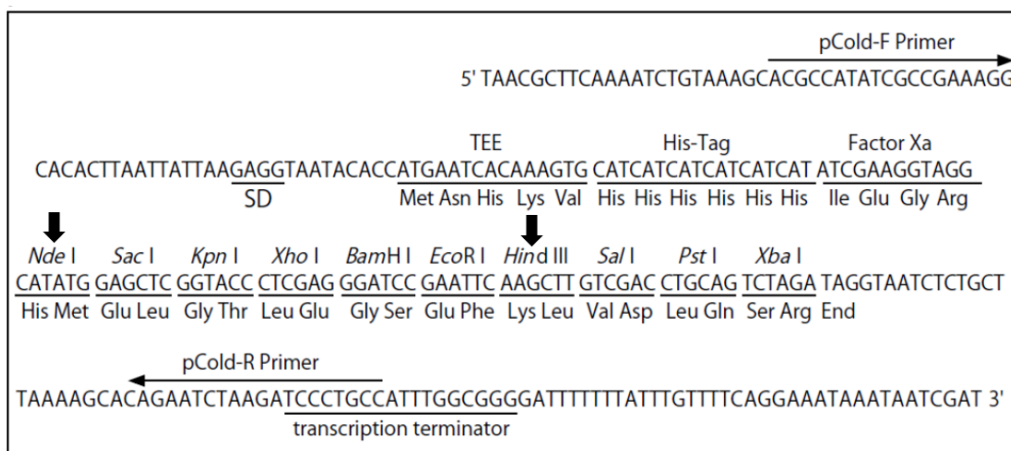 pCold-F Primer
5' TAACGCTTCAAAATCTGTAAAGCACGCCATATCGCCGAAAGG
TEE His-Tag Factor Xa
CACACTTAATTATTAAGAGGTAATACACCATGAATCACAAAGTG CATCATCATCATCATCAT ATCGAAGGTAGG
SD Met Asn His Lys Val His His His His His His Ile Glu Gly Arg
Nde I Sac I Kpn I Xho I BamH I EcoR I Hind III Sal I Pst I Xba I
CATATG GAGCTC GGTACC CTCGAG GGATCC GAATTC AAGCTT GTCGAC CTGCAG TCTAGA TAGGTAATCTCTGCT
His Met Glu Leu Gly Thr Leu Glu Gly Ser Glu Phe Lys Leu Val Asp Leu Gln Ser Arg End
pCold-R Primer
TAAAAGCACAGAATCTAAGATCCCTGCCATTTGGCGGGGATTTTTTTATTTGTTTTCAGGAAATAAATAATCGAT 3'
transcription terminator